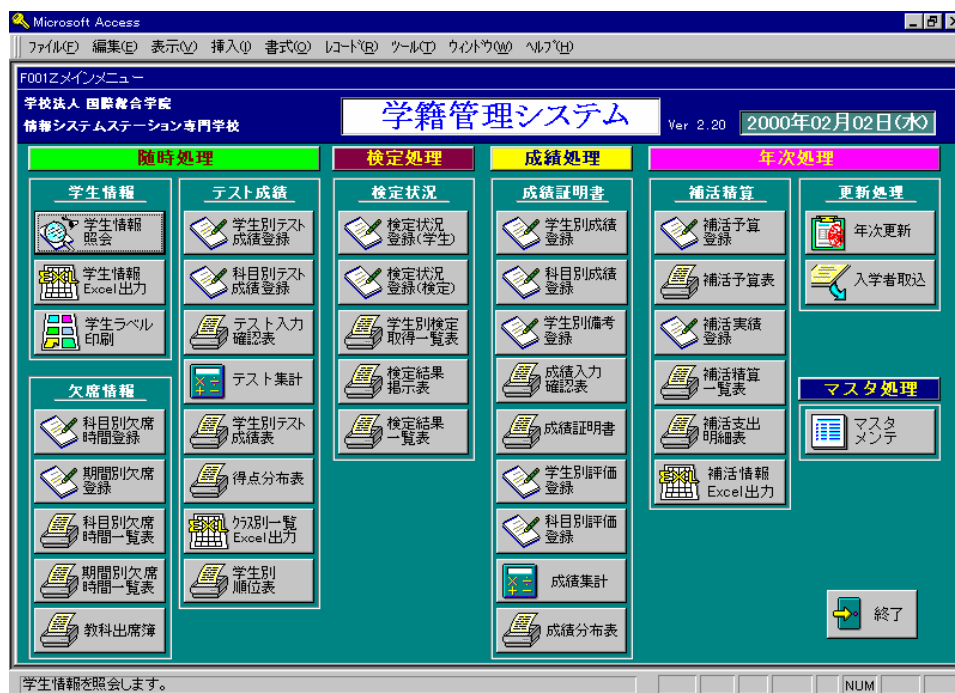 Microsoft Access
ファイル(F) 編集(E) 表示(V) 挿入(I) 書式(O) レコード(R) ツール(T) ウィンドウ(W) ヘルプ(H)
F001Zメインメニュー
学校法人 国際総合学院
情報システムステーション専門学校
学籍管理システム
Ver 2.20
2000年02月02日(水)
随時処理
検定処理
成績処理
年次処理
学生情報
学生情報
照会
学生情報
Excel出力
学生ラベル
印刷
欠席情報
科目別欠席
時間登録
期間別欠席
登録
科目別欠席
時間一覧表
期間別欠席
時間一覧表
教科出席簿
テスト成績
学生別テスト
成績登録
科目別テスト
成績登録
テスト入力
確認表
テスト集計
学生別テスト
成績表
得点分布表
クラス別一覧
Excel出力
学生別
順位表
検定状況
検定状況
登録(学生)
検定状況
登録(検定)
学生別検定
取得一覧表
検定結果
掲示表
検定結果
一覧表
成績証明書
学生別成績
登録
科目別成績
登録
学生別備考
登録
成績入力
確認表
成績証明書
学生別評価
登録
科目別評価
登録
成績集計
成績分布表
補活積算
補活予算
登録
補活予算表
補活実績
登録
補活積算
一覧表
補活支出
明細表
補活情報
Excel出力
更新処理
年次更新
入学者取込
マスタ処理
マスタ
メンテ
終了
学生情報を照会します。
NUM